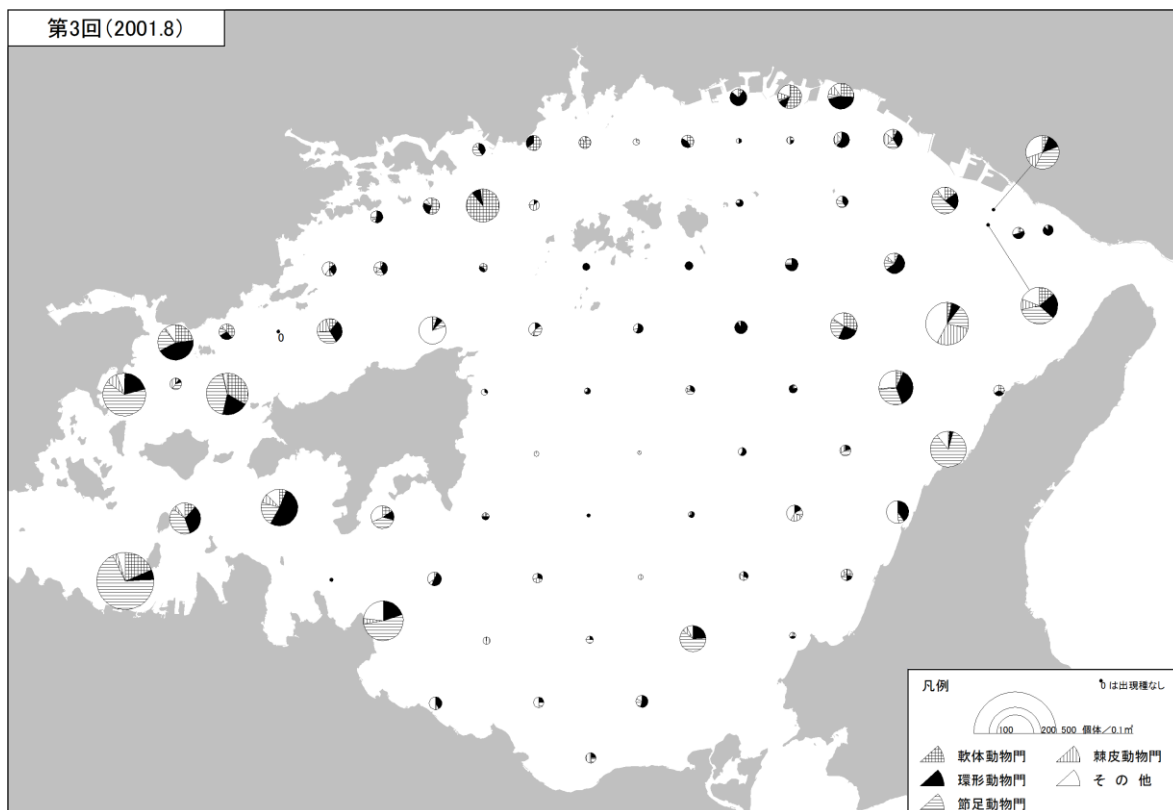 第3回(2001.8)
0
凡例
0 は出現種なし
100 200 500 個体/0.1㎡
軟体動物門
棘皮動物門
環形動物門
そ の 他
節足動物門